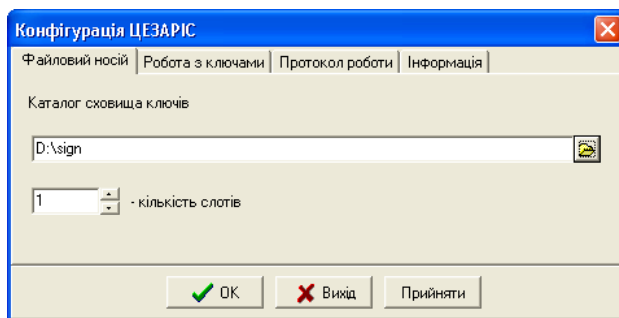 Конфігурація ЦЕЗАРІС
Файловий носій Робота з ключами Протокол роботи Інформація
Каталог сховища ключів
D:\sign
1 - кількість слотів
OK Вихід Прийняти